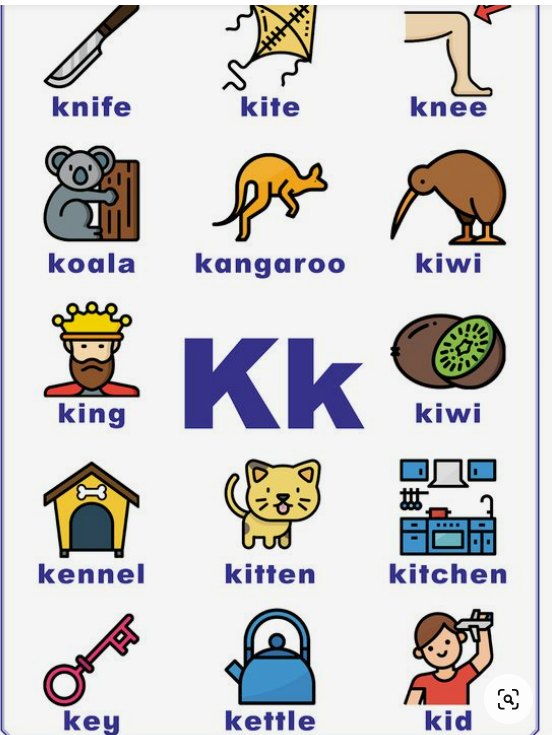 knife kite knee
koala kangaroo kiwi
king Kk kiwi
kennel kitten kitchen
key kettle kid